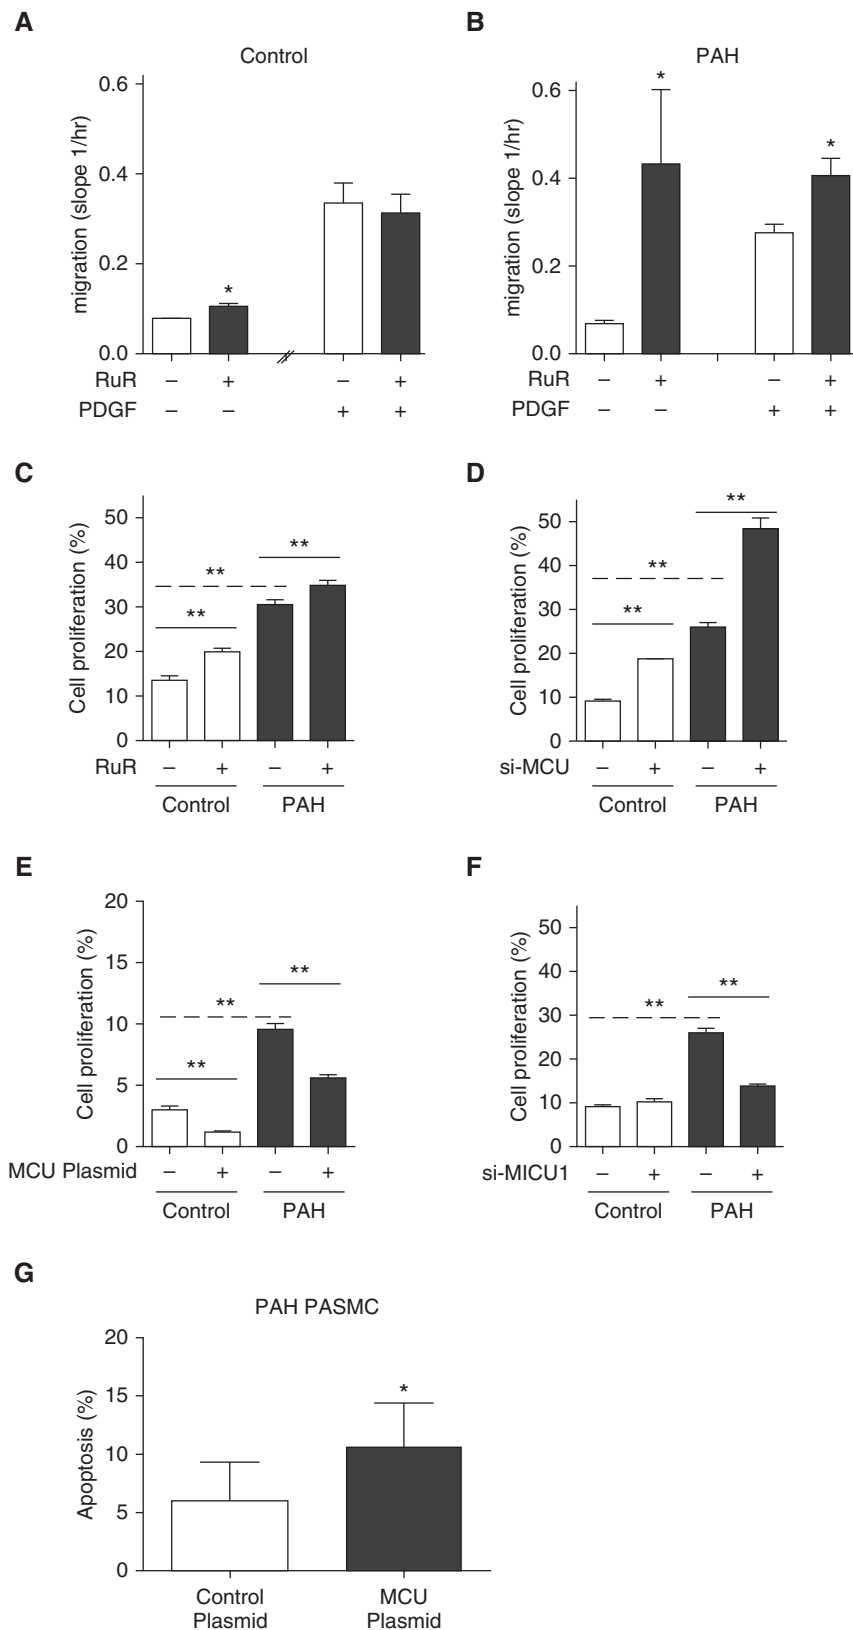 A
Control
migration (slope 1/hr)
0.6
0.4
0.2
0.0
*
RuR − + − +
PDGF − − + +
B
PAH
migration (slope 1/hr)
0.6
0.4
0.2
0.0
*
*
RuR − + − +
PDGF − − + +
C
Cell proliferation (%)
50
40
30
20
10
0
**
**
**
RuR − + − +
Control PAH
D
Cell proliferation (%)
50
40
30
20
10
0
**
**
**
si-MCU − + − +
Control PAH
E
Cell proliferation (%)
20
15
10
5
0
**
**
**
MCU Plasmid − + − +
Control PAH
F
Cell proliferation (%)
50
40
30
20
10
0
**
**
si-MICU1 − + − +
Control PAH
G
PAH PASMC
Apoptosis (%)
20
15
10
5
0
*
Control
Plasmid
MCU
Plasmid